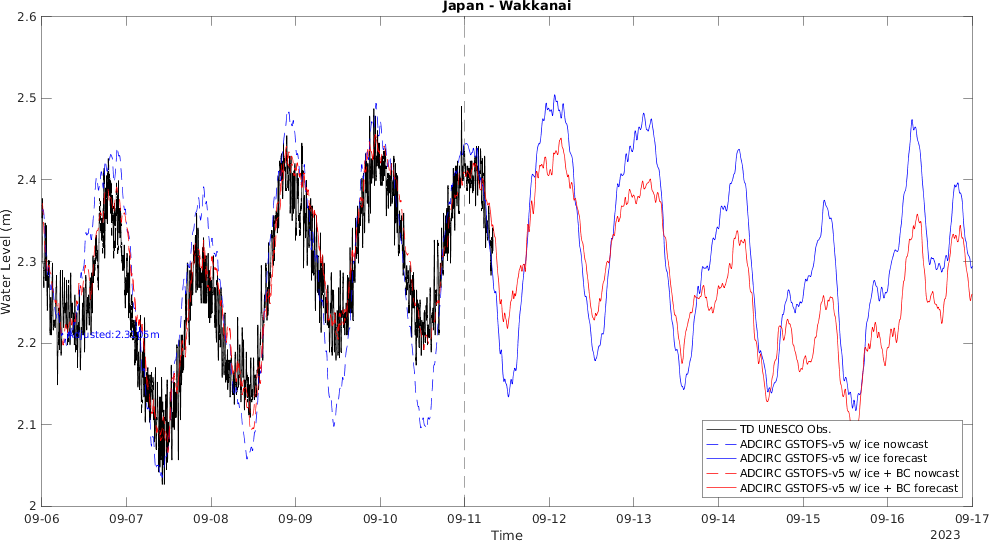 Japan - Wakkanai
Water Level (m)
2.6
2.5
2.4
2.3
2.2
2.1
2
09-06
09-07
09-08
09-09
09-10
09-11
09-12
09-13
09-14
09-15
09-16
09-17
Time
2023
TD UNESCO Obs.
ADCIRC GSTOFS-v5 w/ ice nowcast
ADCIRC GSTOFS-v5 w/ ice forecast
ADCIRC GSTOFS-v5 w/ ice + BC nowcast
ADCIRC GSTOFS-v5 w/ ice + BC forecast